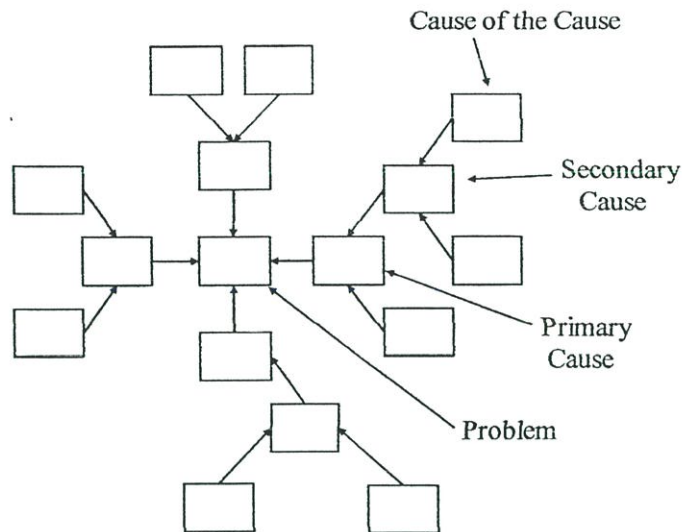 Cause of the Cause
Secondary
Cause
Primary
Cause
Problem